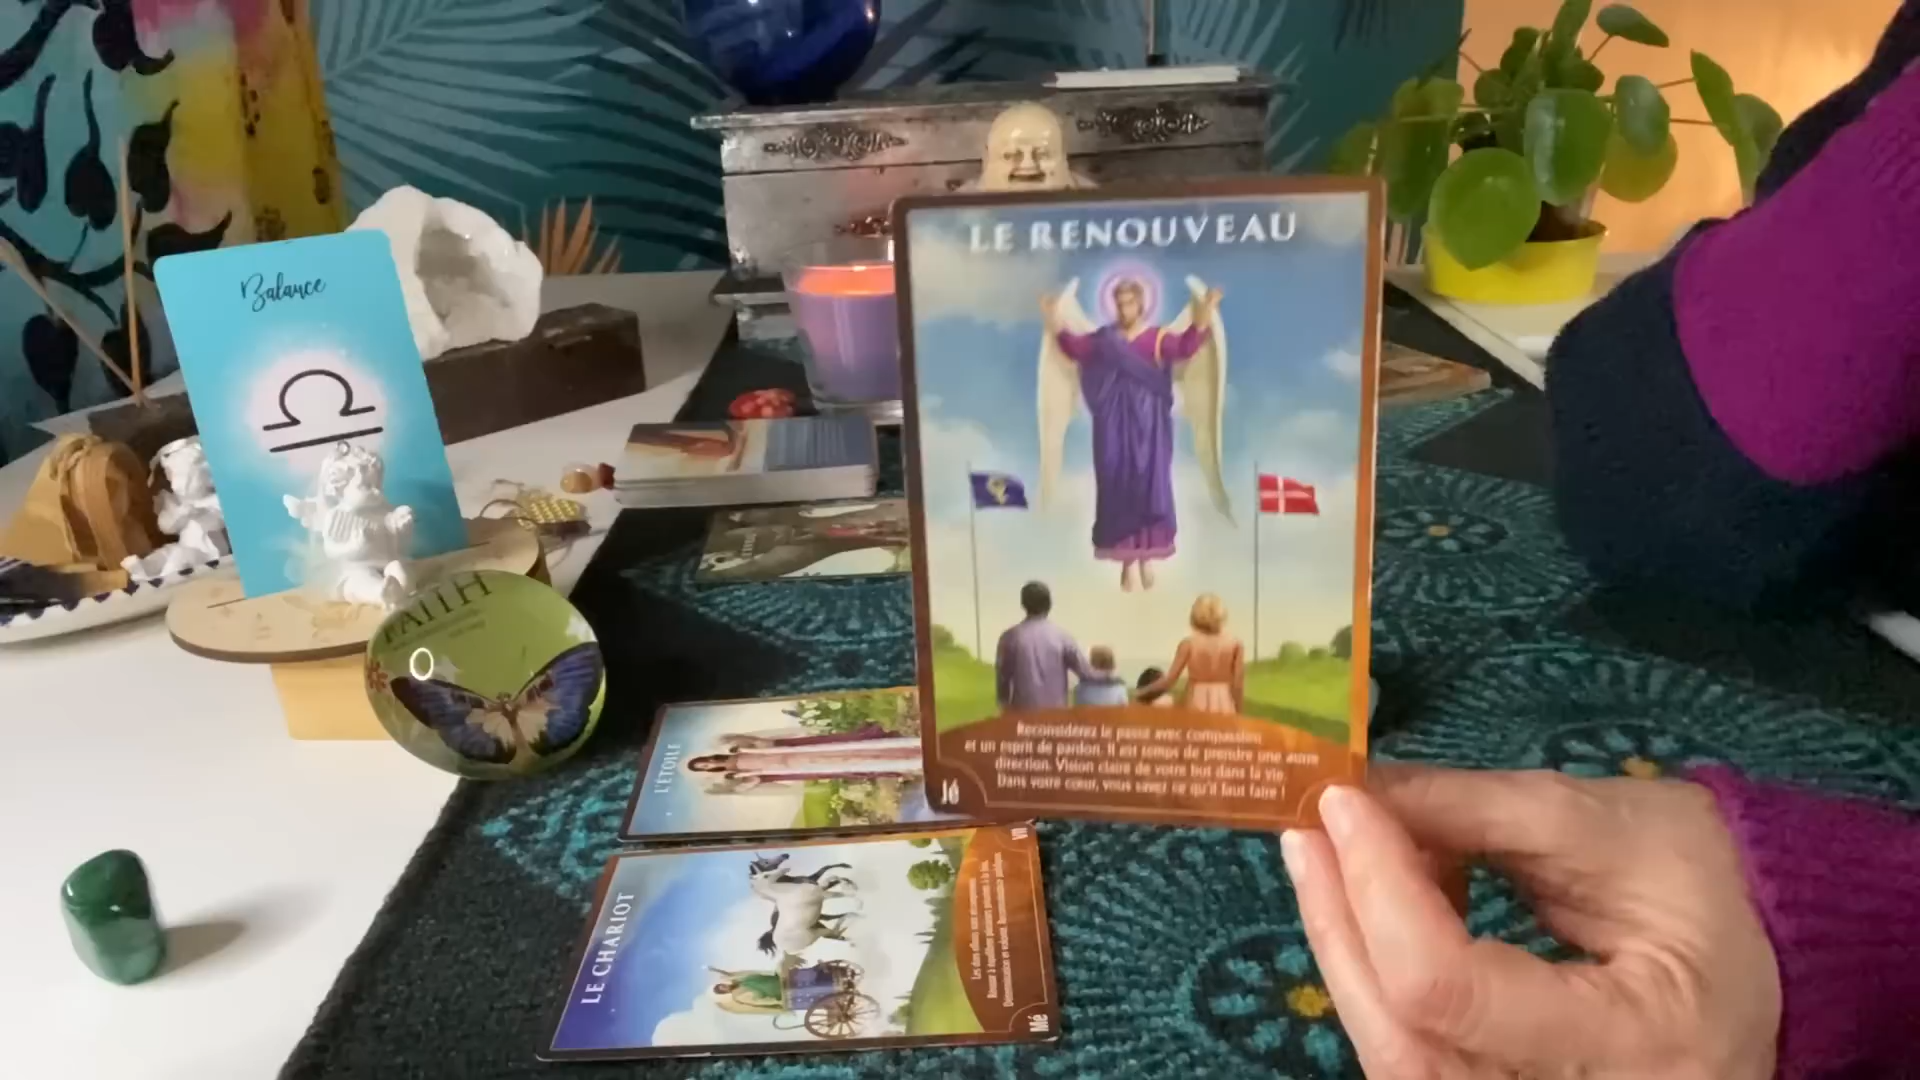 Balance
LE RENOUVEAU
Reconsidérez le passé avec compassion
et un esprit de pardon. Il est temps de prendre une autre
direction. Vision claire de votre but dans la vie.
Dans votre cœur, vous savez ce qu'il faut faire !
Jé
FAITH
L'ÉTOILE
LE CHARIOT
VII
Mé